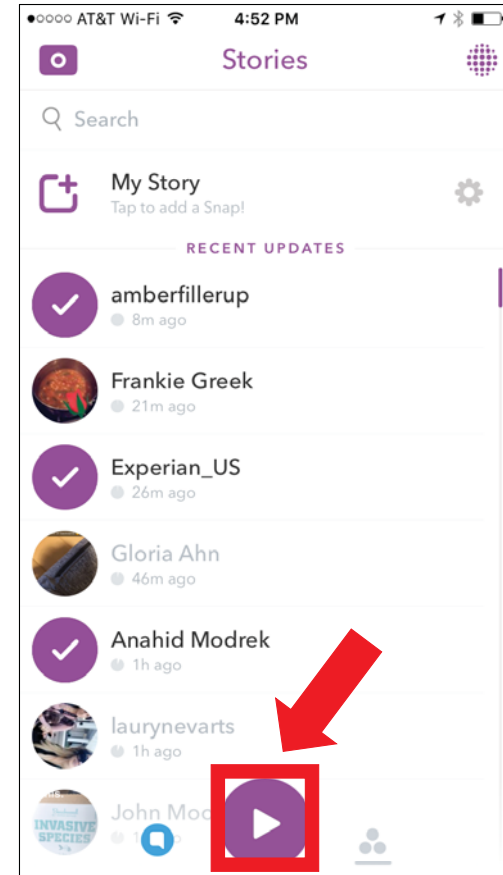 AT&T Wi-Fi 4:52 PM
Stories
Search
My Story
Tap to add a Snap!
RECENT UPDATES
amberfillerup
8m ago
Frankie Greek
21m ago
Experian_US
26m ago
Gloria Ahn
46m ago
Anahid Modrek
1h ago
laurynevarts
1h ago
John Moo
INVASIVE
SPECIES